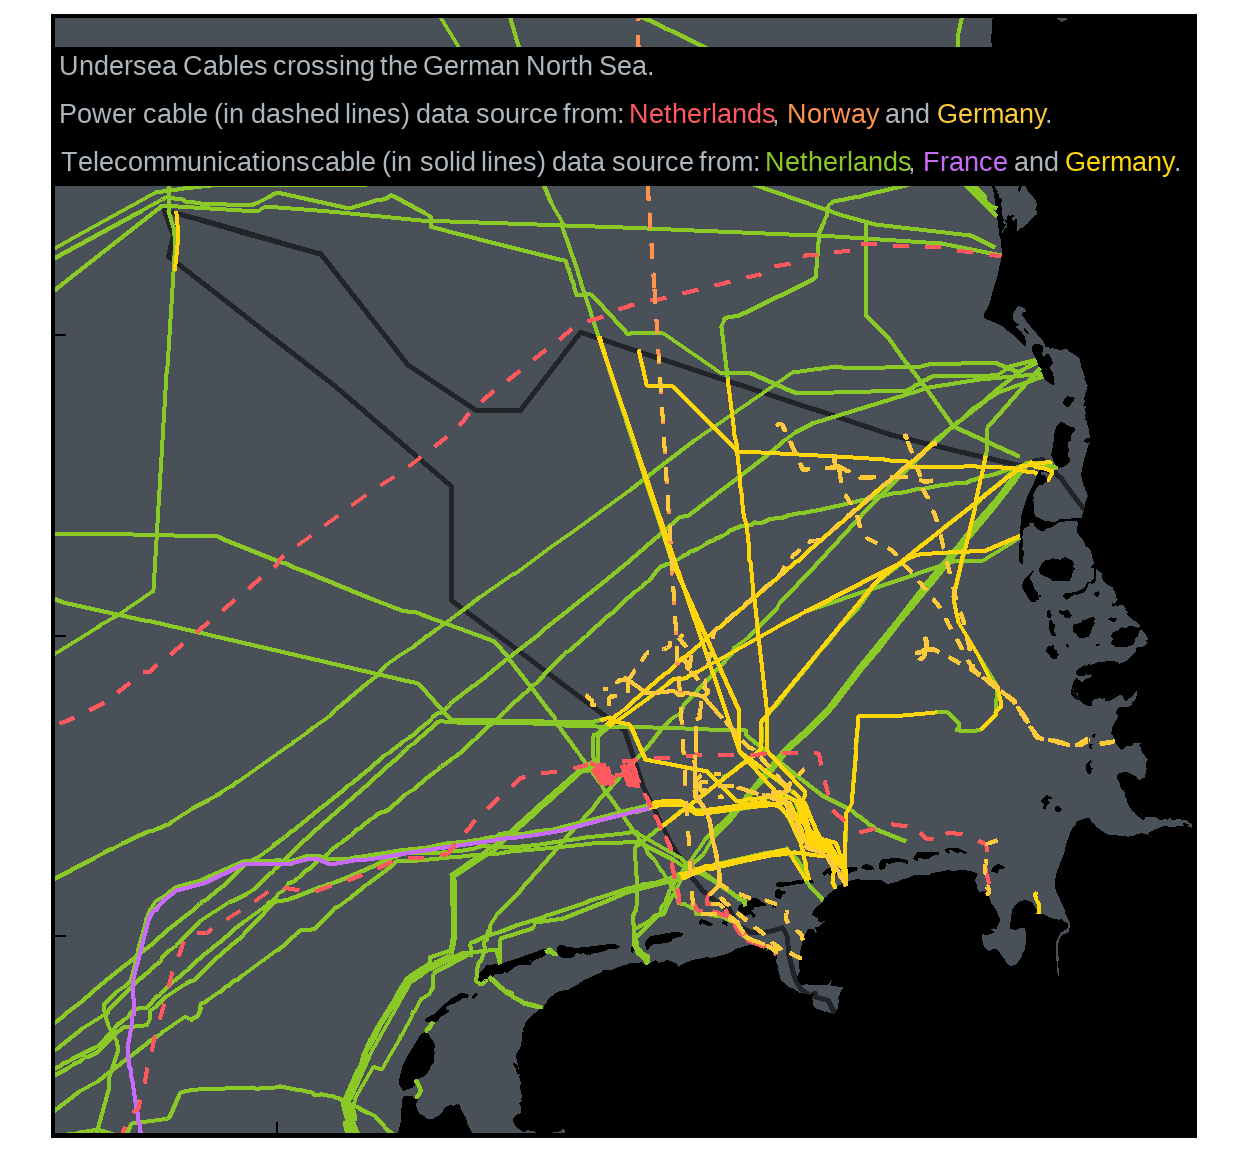 Undersea Cables crossing the German North Sea.
Power cable (in dashed lines) data source from: Netherlands, Norway and Germany.
Telecommunications cable (in solid lines) data source from: Netherlands, France and Germany.